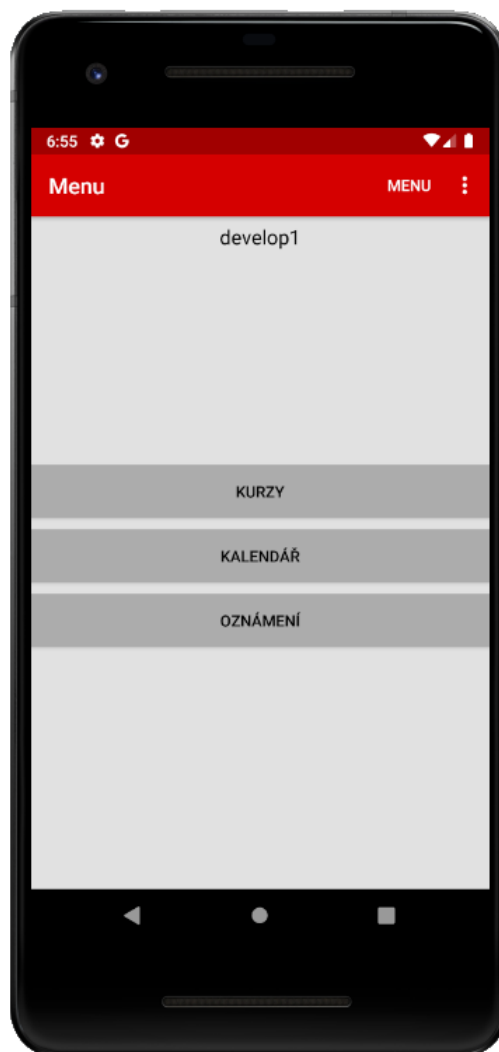 6:55 G
Menu MENU
develop1
KURZY
KALENDÁŘ
OZNÁMENÍ